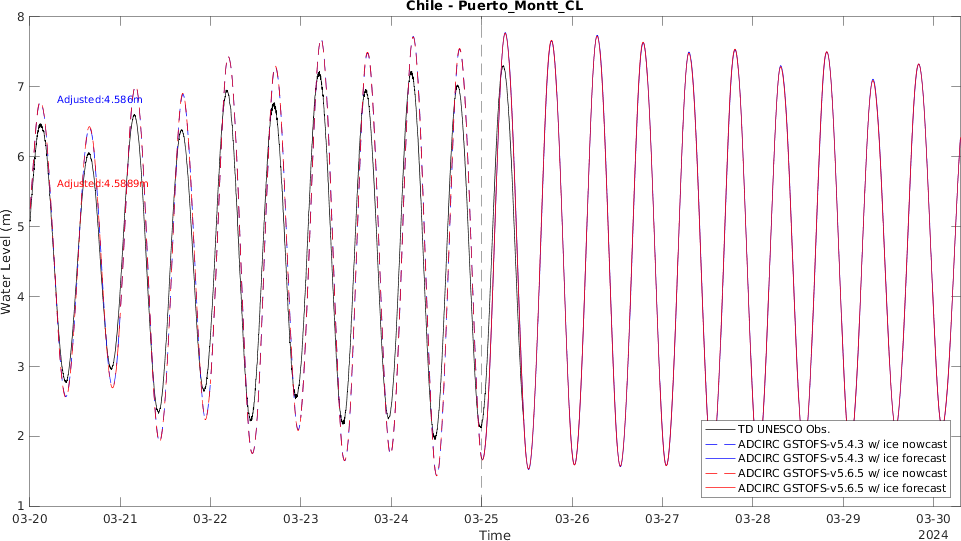 Chile - Puerto_Montt_CL
8
7
6
5
4
3
2
1
Water Level (m)
Adjusted:4.586m
Adjusted:4.5889m
TD UNESCO Obs.
ADCIRC GSTOFS-v5.4.3 w/ ice nowcast
ADCIRC GSTOFS-v5.4.3 w/ ice forecast
ADCIRC GSTOFS-v5.6.5 w/ ice nowcast
ADCIRC GSTOFS-v5.6.5 w/ ice forecast
03-20 03-21 03-22 03-23 03-24 03-25 03-26 03-27 03-28 03-29 03-30
Time
2024